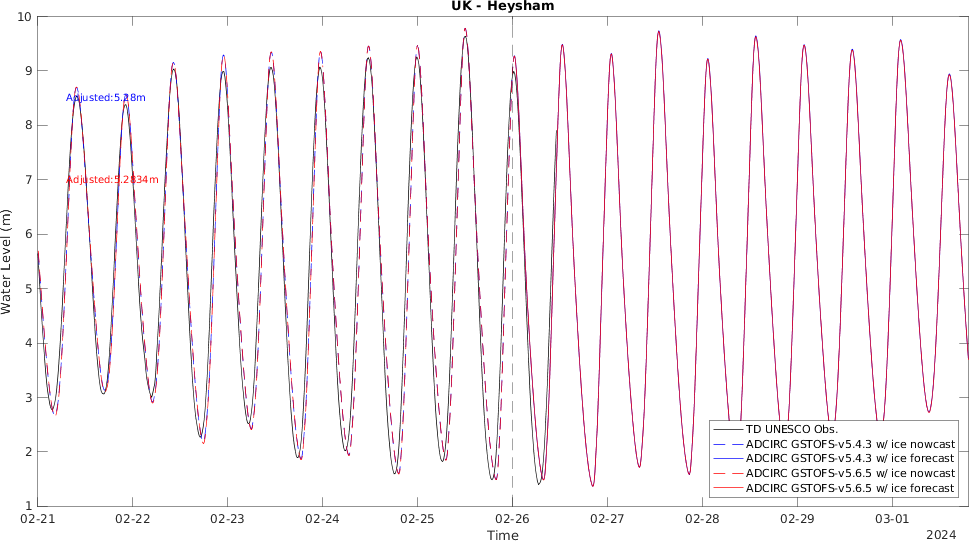 UK - Heysham
10
9
8
7
6
5
4
3
2
1
Water Level (m)
Adjusted:5.28m
Adjusted:5.2834m
TD UNESCO Obs.
ADCIRC GSTOFS-v5.4.3 w/ ice nowcast
ADCIRC GSTOFS-v5.4.3 w/ ice forecast
ADCIRC GSTOFS-v5.6.5 w/ ice nowcast
ADCIRC GSTOFS-v5.6.5 w/ ice forecast
02-21 02-22 02-23 02-24 02-25 02-26 02-27 02-28 02-29 03-01
Time
2024